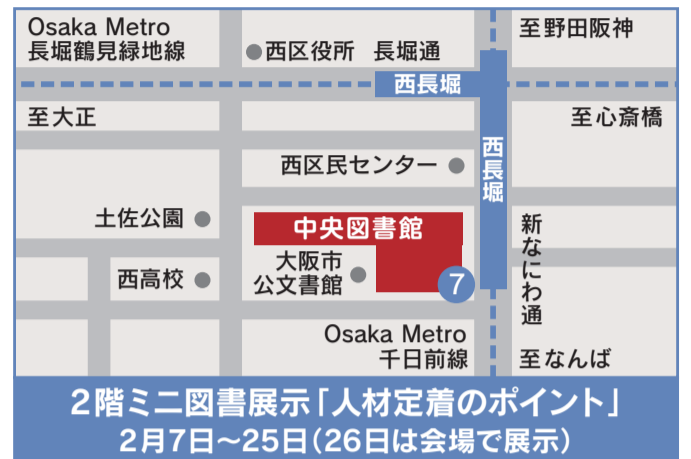 Osaka Metro
長堀鶴見緑地線
西区役所
長堀通
至野田阪神
西長堀
至大正
至心斎橋
西長堀
西区民センター
土佐公園
中央図書館
新なにわ通
大阪市
公文書館
西高校
7
Osaka Metro
千日前線
至なんば
2階ミニ図書展示「人材定着のポイント」
2月7日～25日(26日は会場で展示)